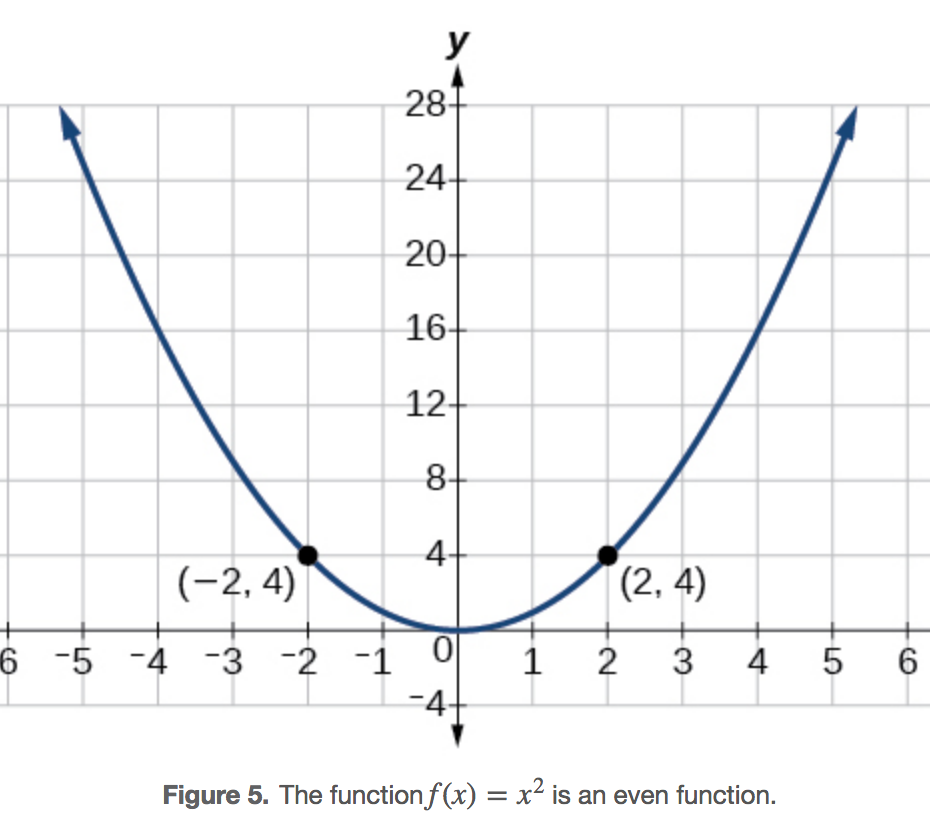 y
28
24
20
16
12
8
4
(−2, 4) (2, 4)
6 −5 −4 −3 −2 −1 0 1 2 3 4 5 6
−4
Figure 5. The function f(x) = x² is an even function.